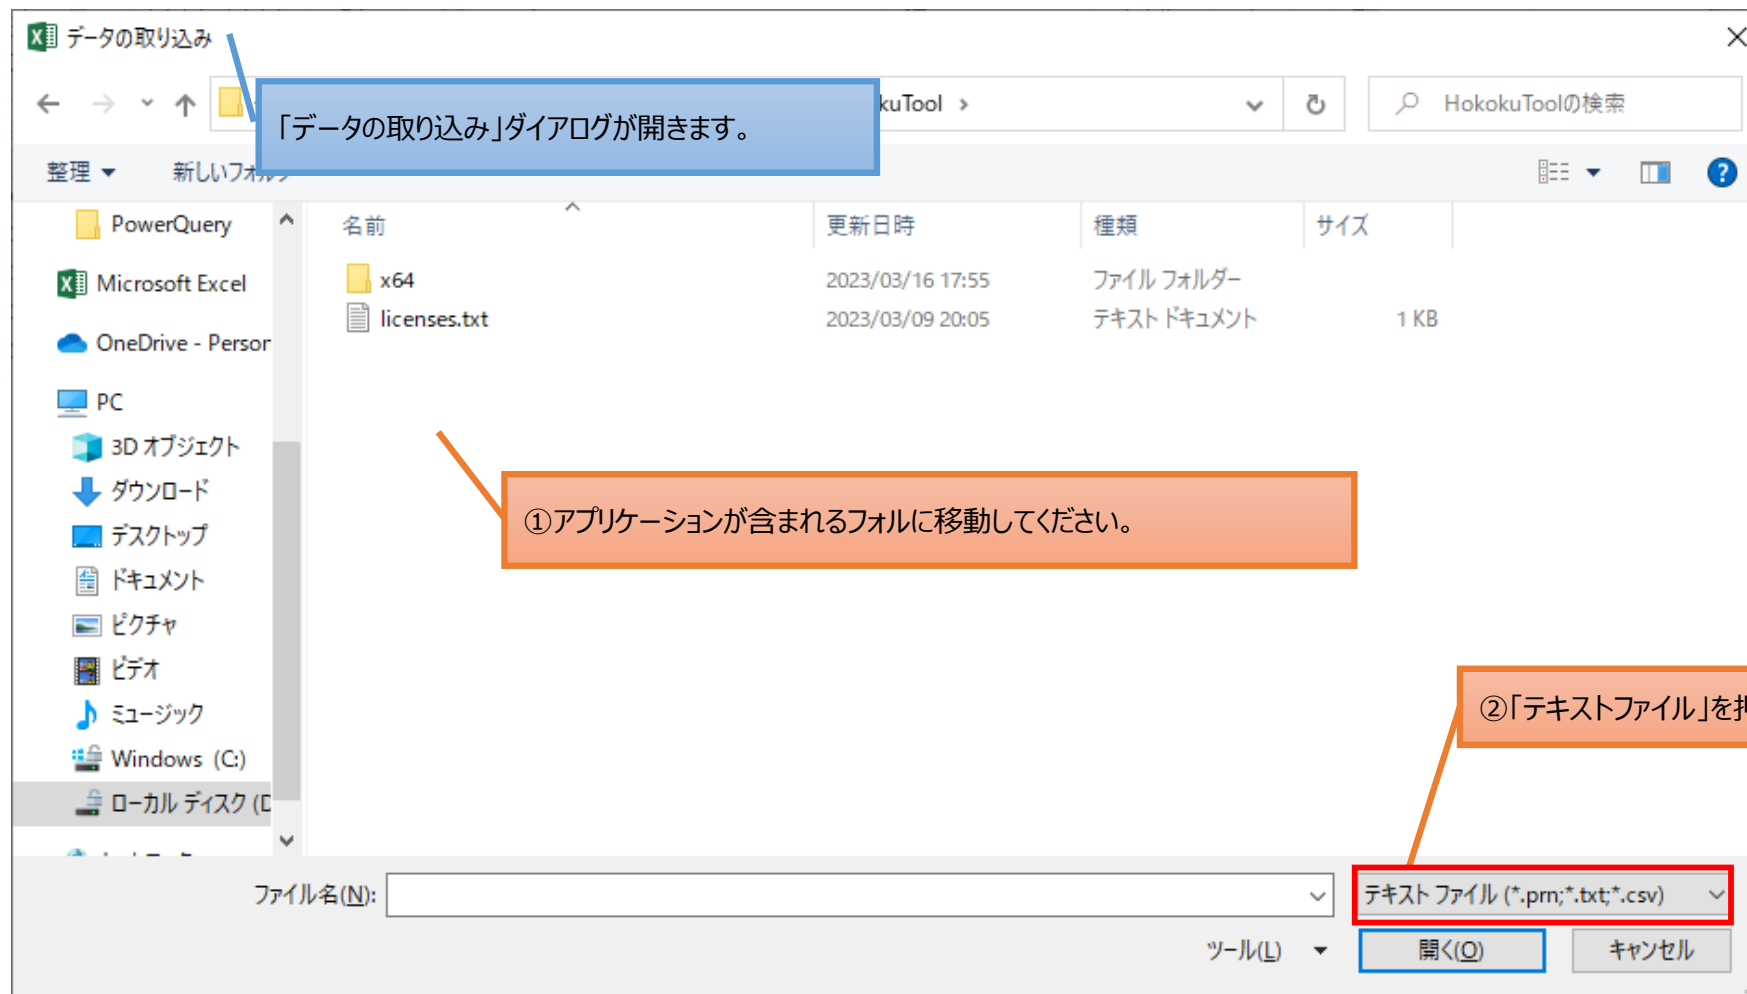 データの取り込み
「データの取り込み」ダイアログが開きます。
kuTool
HokokuToolの検索
整理
新しいフォルダー
名前
更新日時
種類
サイズ
PowerQuery
Microsoft Excel
OneDrive - Person
PC
3D オブジェクト
ダウンロード
デスクトップ
ドキュメント
ピクチャ
ビデオ
ミュージック
Windows (C:)
ローカル ディスク (D
x64
2023/03/16 17:55
ファイル フォルダー
licenses.txt
2023/03/09 20:05
テキスト ドキュメント
1 KB
①アプリケーションが含まれるフォルに移動してください。
②「テキストファイル」を押
ファイル名(N):
テキスト ファイル (*.prn;*.txt;*.csv)
ツール(L)
開く(O)
キャンセル